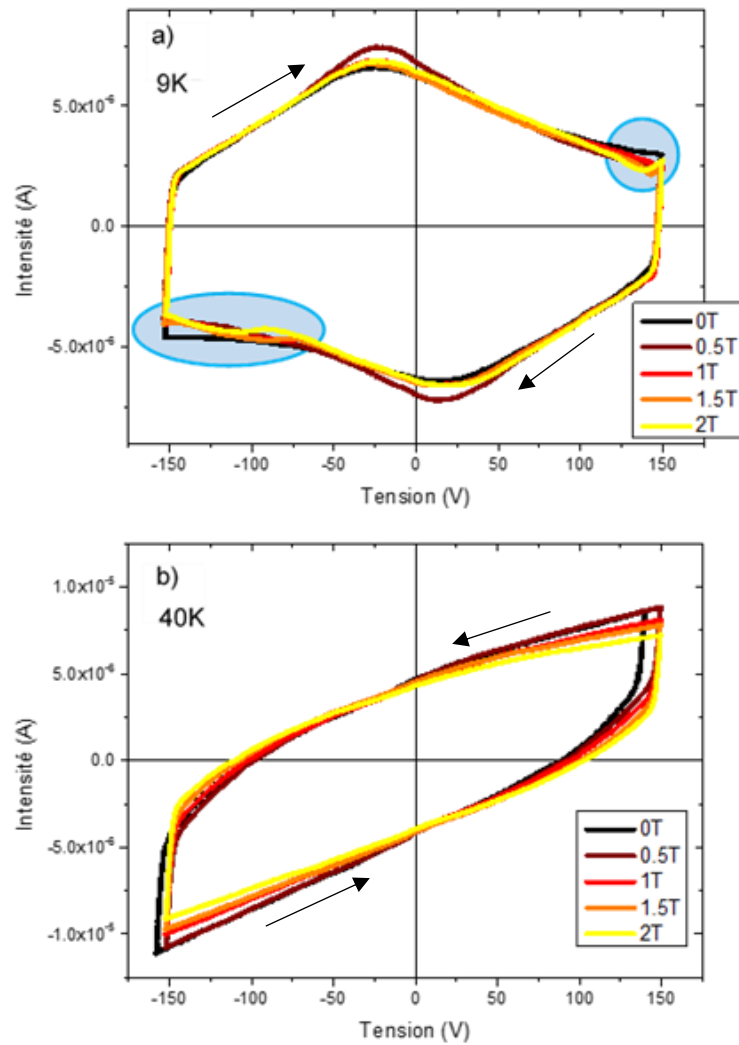 a)
9K
5.0x10⁻⁶
0.0
-5.0x10⁻⁶
Intensité (A)
-150 -100 -50 0 50 100 150
Tension (V)
0T
0.5T
1T
1.5T
2T
b)
40K
1.0x10⁻⁵
5.0x10⁻⁶
0.0
-5.0x10⁻⁶
-1.0x10⁻⁵
Intensité (A)
-150 -100 -50 0 50 100 150
Tension (V)
0T
0.5T
1T
1.5T
2T